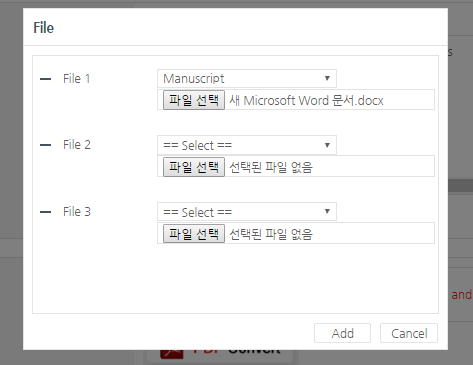 File
File 1
Manuscript
파일 선택 새 Microsoft Word 문서.docx
File 2
== Select ==
파일 선택 선택된 파일 없음
File 3
== Select ==
파일 선택 선택된 파일 없음
and
Add Cancel
Convert